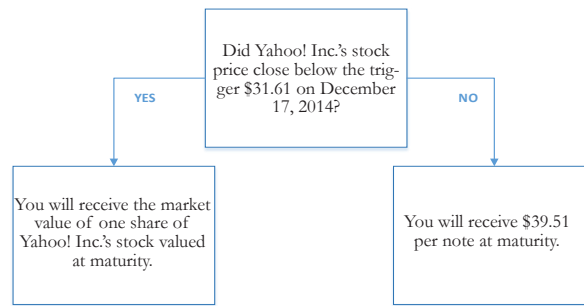 Did Yahoo! Inc.'s stock
price close below the trig-
ger $31.61 on December
17, 2014?
YES
NO
You will receive the market
value of one share of
Yahoo! Inc.'s stock valued
at maturity.
You will receive $39.51
per note at maturity.